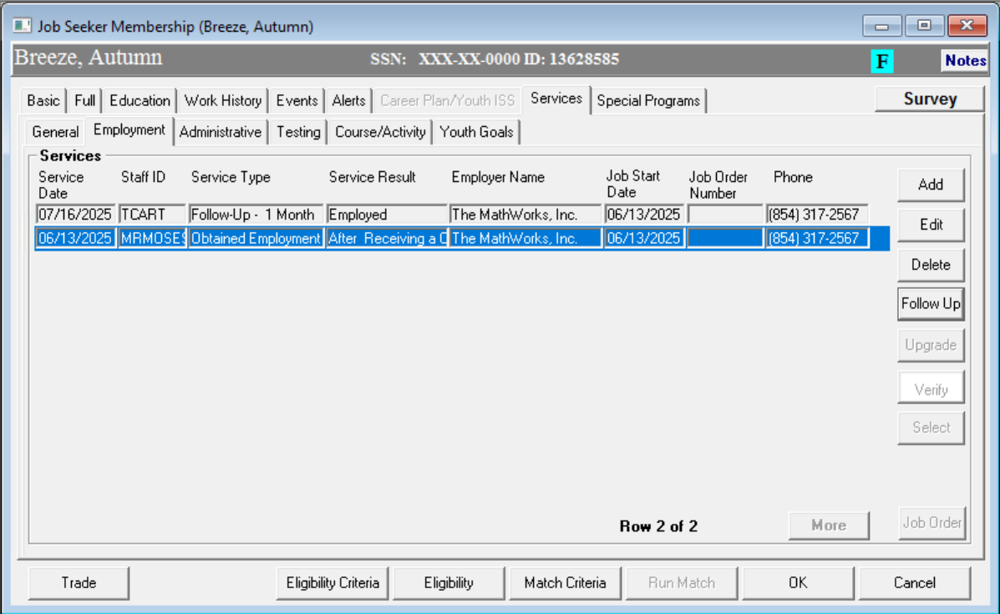 Job Seeker Membership (Breeze, Autumn)
Breeze, Autumn SSN: XXX-XX-0000 ID: 13628585 F Notes
Basic Full Education Work History Events Alerts Career Plan/Youth ISS Services Special Programs Survey
General Employment Administrative Testing Course/Activity Youth Goals
Services
Service Date Staff ID Service Type Service Result Employer Name Job Start Date Job Order Number Phone
07/16/2025 TCART Follow-Up - 1 Month Employed The MathWorks, Inc. 06/13/2025 (854) 317-2567
06/13/2025 MRMOSES Obtained Employment After Receiving a The MathWorks, Inc. 06/13/2025 (854) 317-2567
Add
Edit
Delete
Follow Up
Upgrade
Verify
Select
Row 2 of 2 More Job Order
Trade Eligibility Criteria Eligibility Match Criteria Run Match OK Cancel